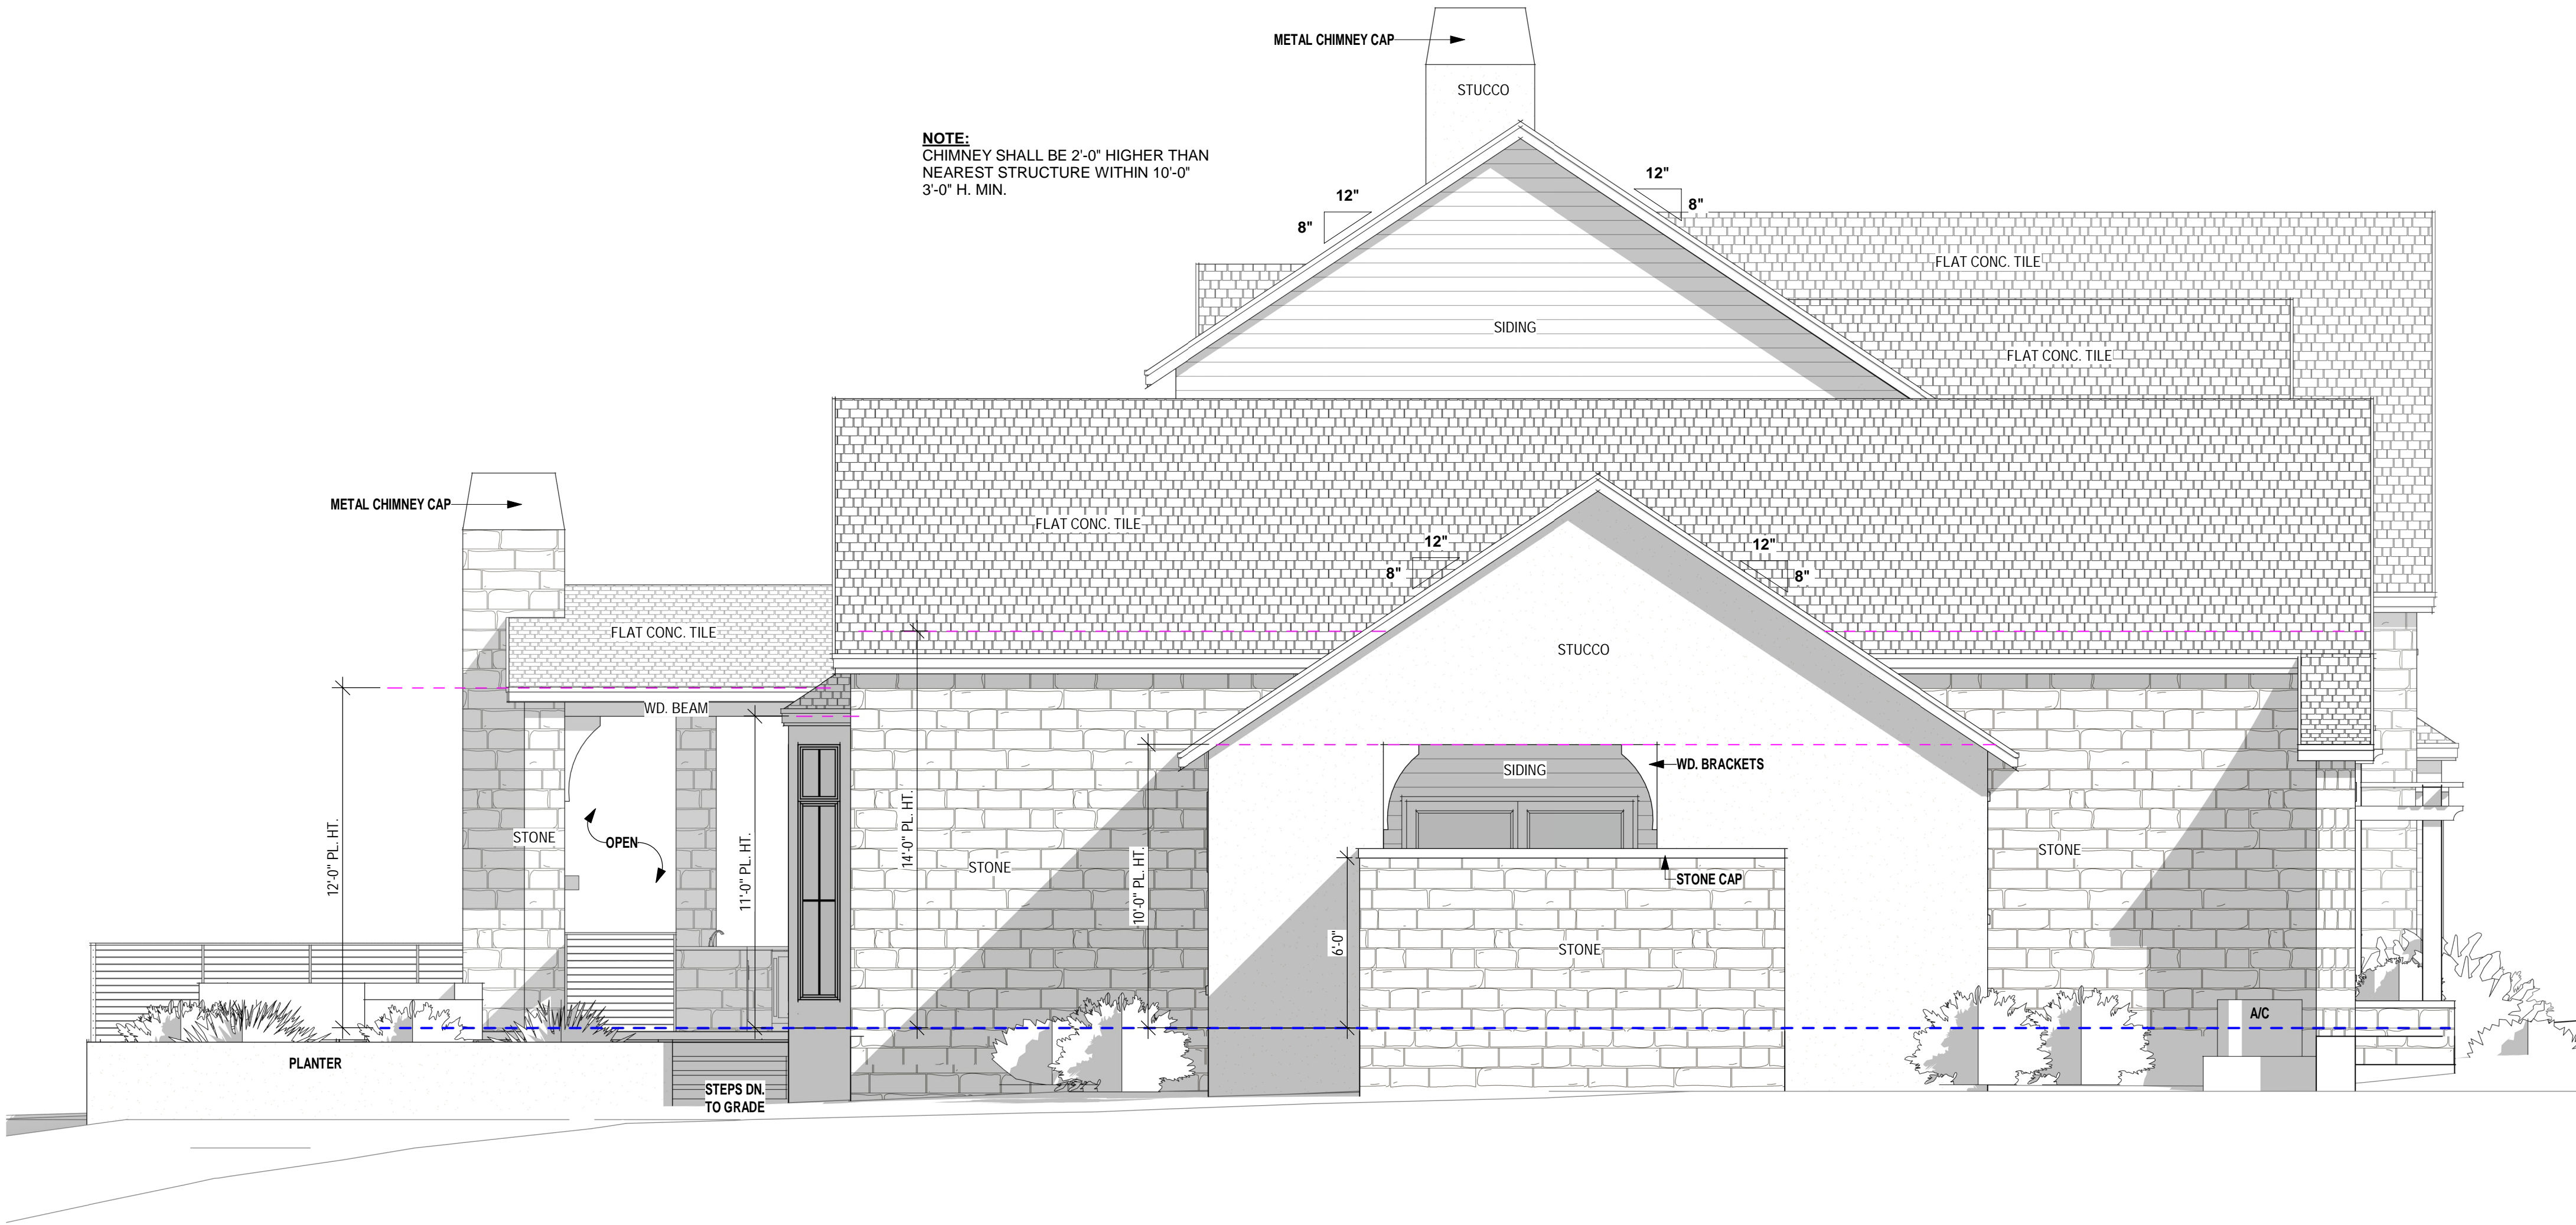 METAL CHIMNEY CAP
STUCCO
NOTE:
CHIMNEY SHALL BE 2'-0" HIGHER THAN
NEAREST STRUCTURE WITHIN 10'-0"
3'-0" H. MIN.
12"
8"
12"
8"
FLAT CONC. TILE
SIDING
FLAT CONC. TILE
METAL CHIMNEY CAP
FLAT CONC. TILE
12"
8"
12"
8"
FLAT CONC. TILE
STUCCO
WD. BEAM
SIDING
WD. BRACKETS
12'-0" PL. HT.
STONE
OPEN
11'-0" PL. HT.
14'-0" PL. HT.
STONE
10'-0" PL. HT.
STONE CAP
STONE
6'-0"
STONE
A/C
PLANTER
STEPS DN.
TO GRADE